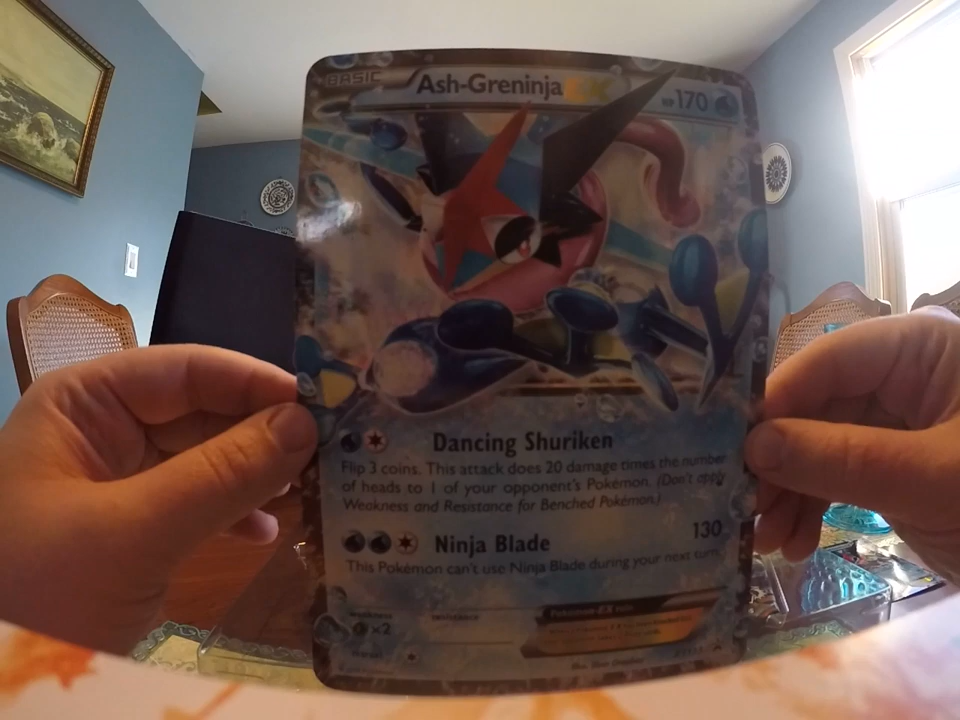 BASIC Ash-Greninja EX HP170
Dancing Shuriken
Flip 3 coins. This attack does 20 damage times the number
of heads to 1 of your opponent's Pokémon. (Don't apply
Weakness and Resistance for Benched Pokémon.)
Ninja Blade 130
This Pokémon can't use Ninja Blade during your next turn.
weakness resistance
×2